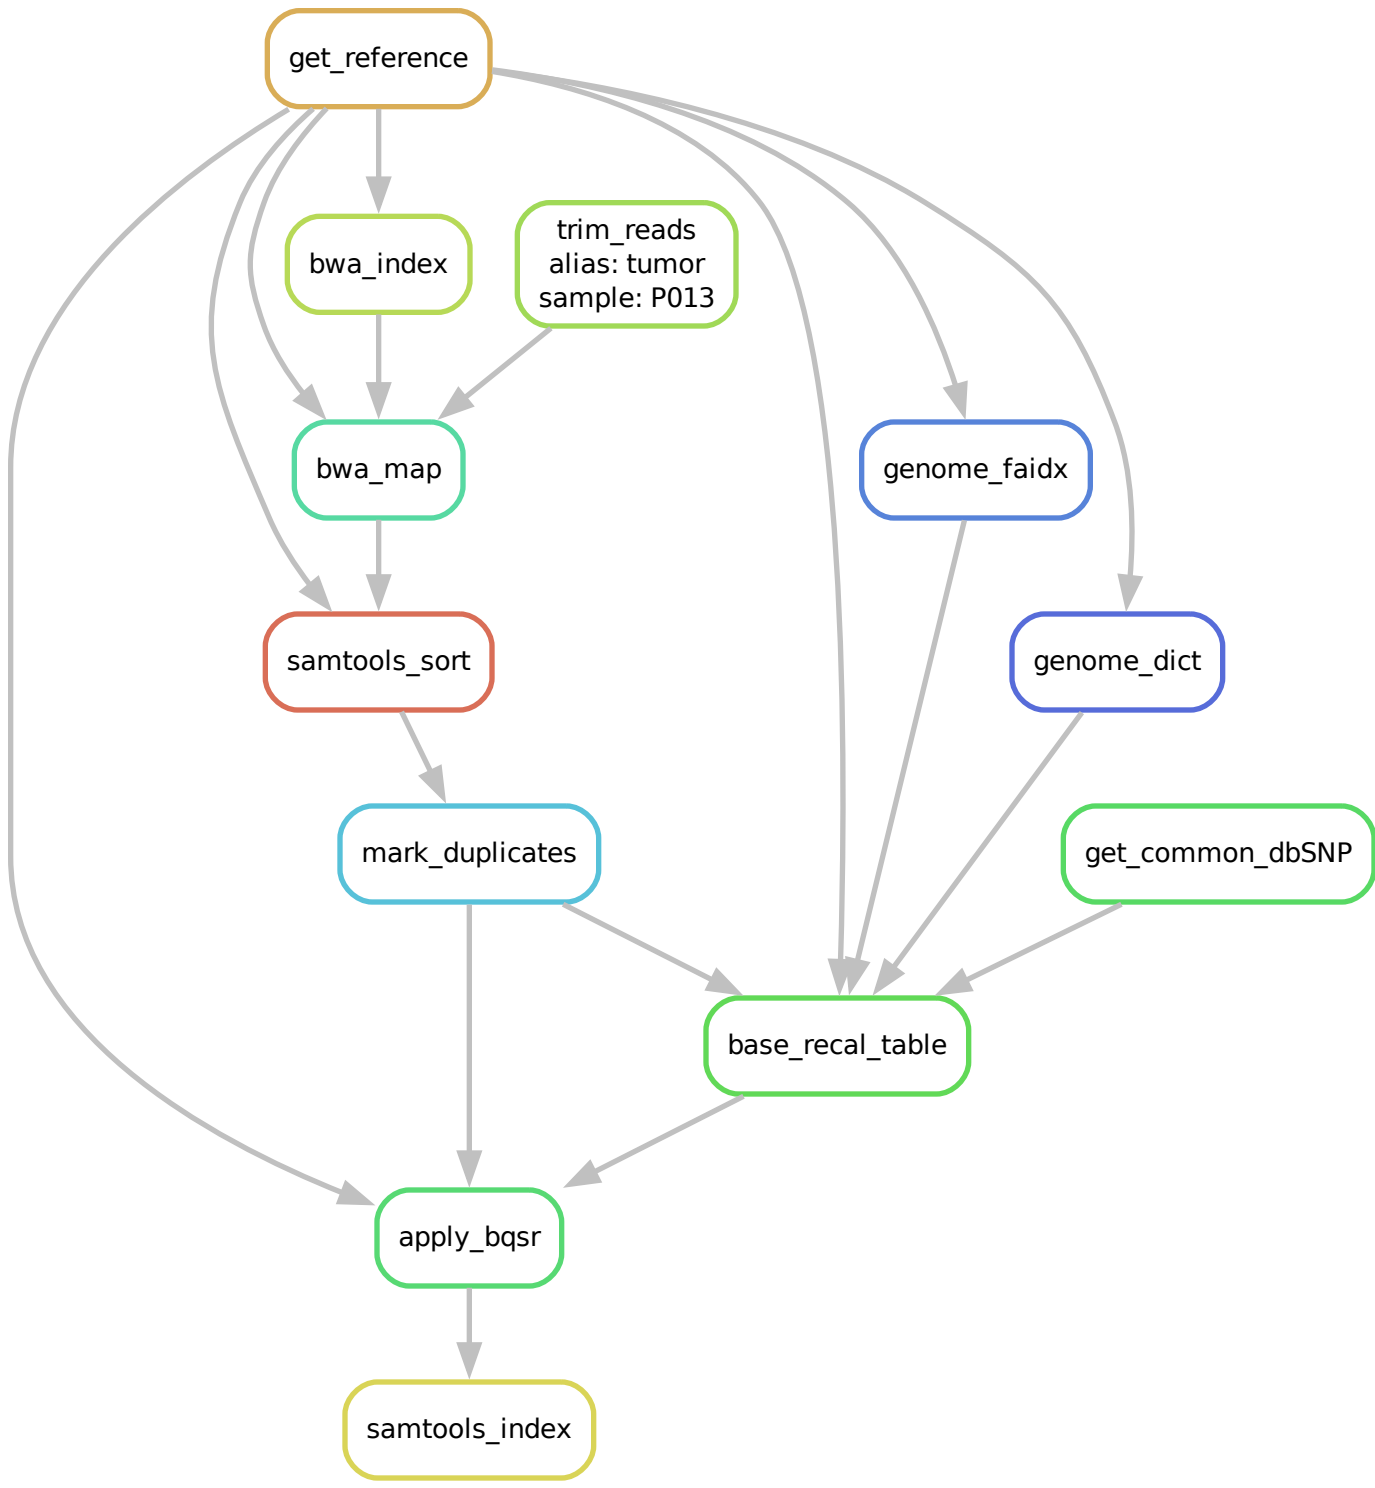 get_reference
bwa_index
trim_reads
alias: tumor
sample: P013
bwa_map
genome_faidx
samtools_sort
genome_dict
mark_duplicates
get_common_dbSNP
base_recal_table
apply_bqsr
samtools_index